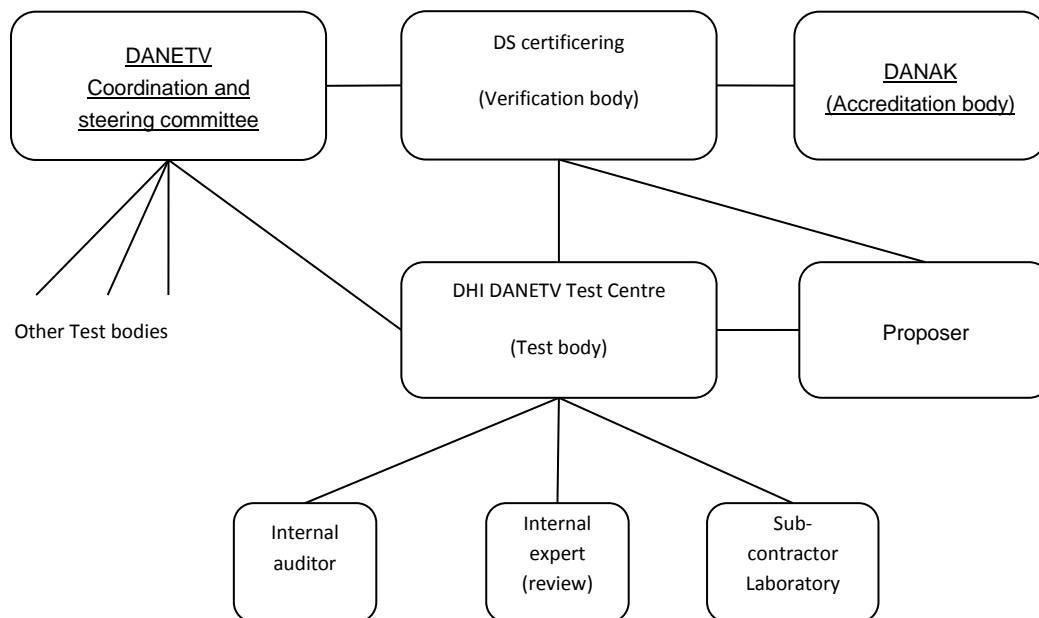 DANETV
Coordination and
steering committee
DS certificering
(Verification body)
DANAK
(Accreditation body)
Other Test bodies
DHI DANETV Test Centre
(Test body)
Proposer
Internal
auditor
Internal
expert
(review)
Sub-
contractor
Laboratory